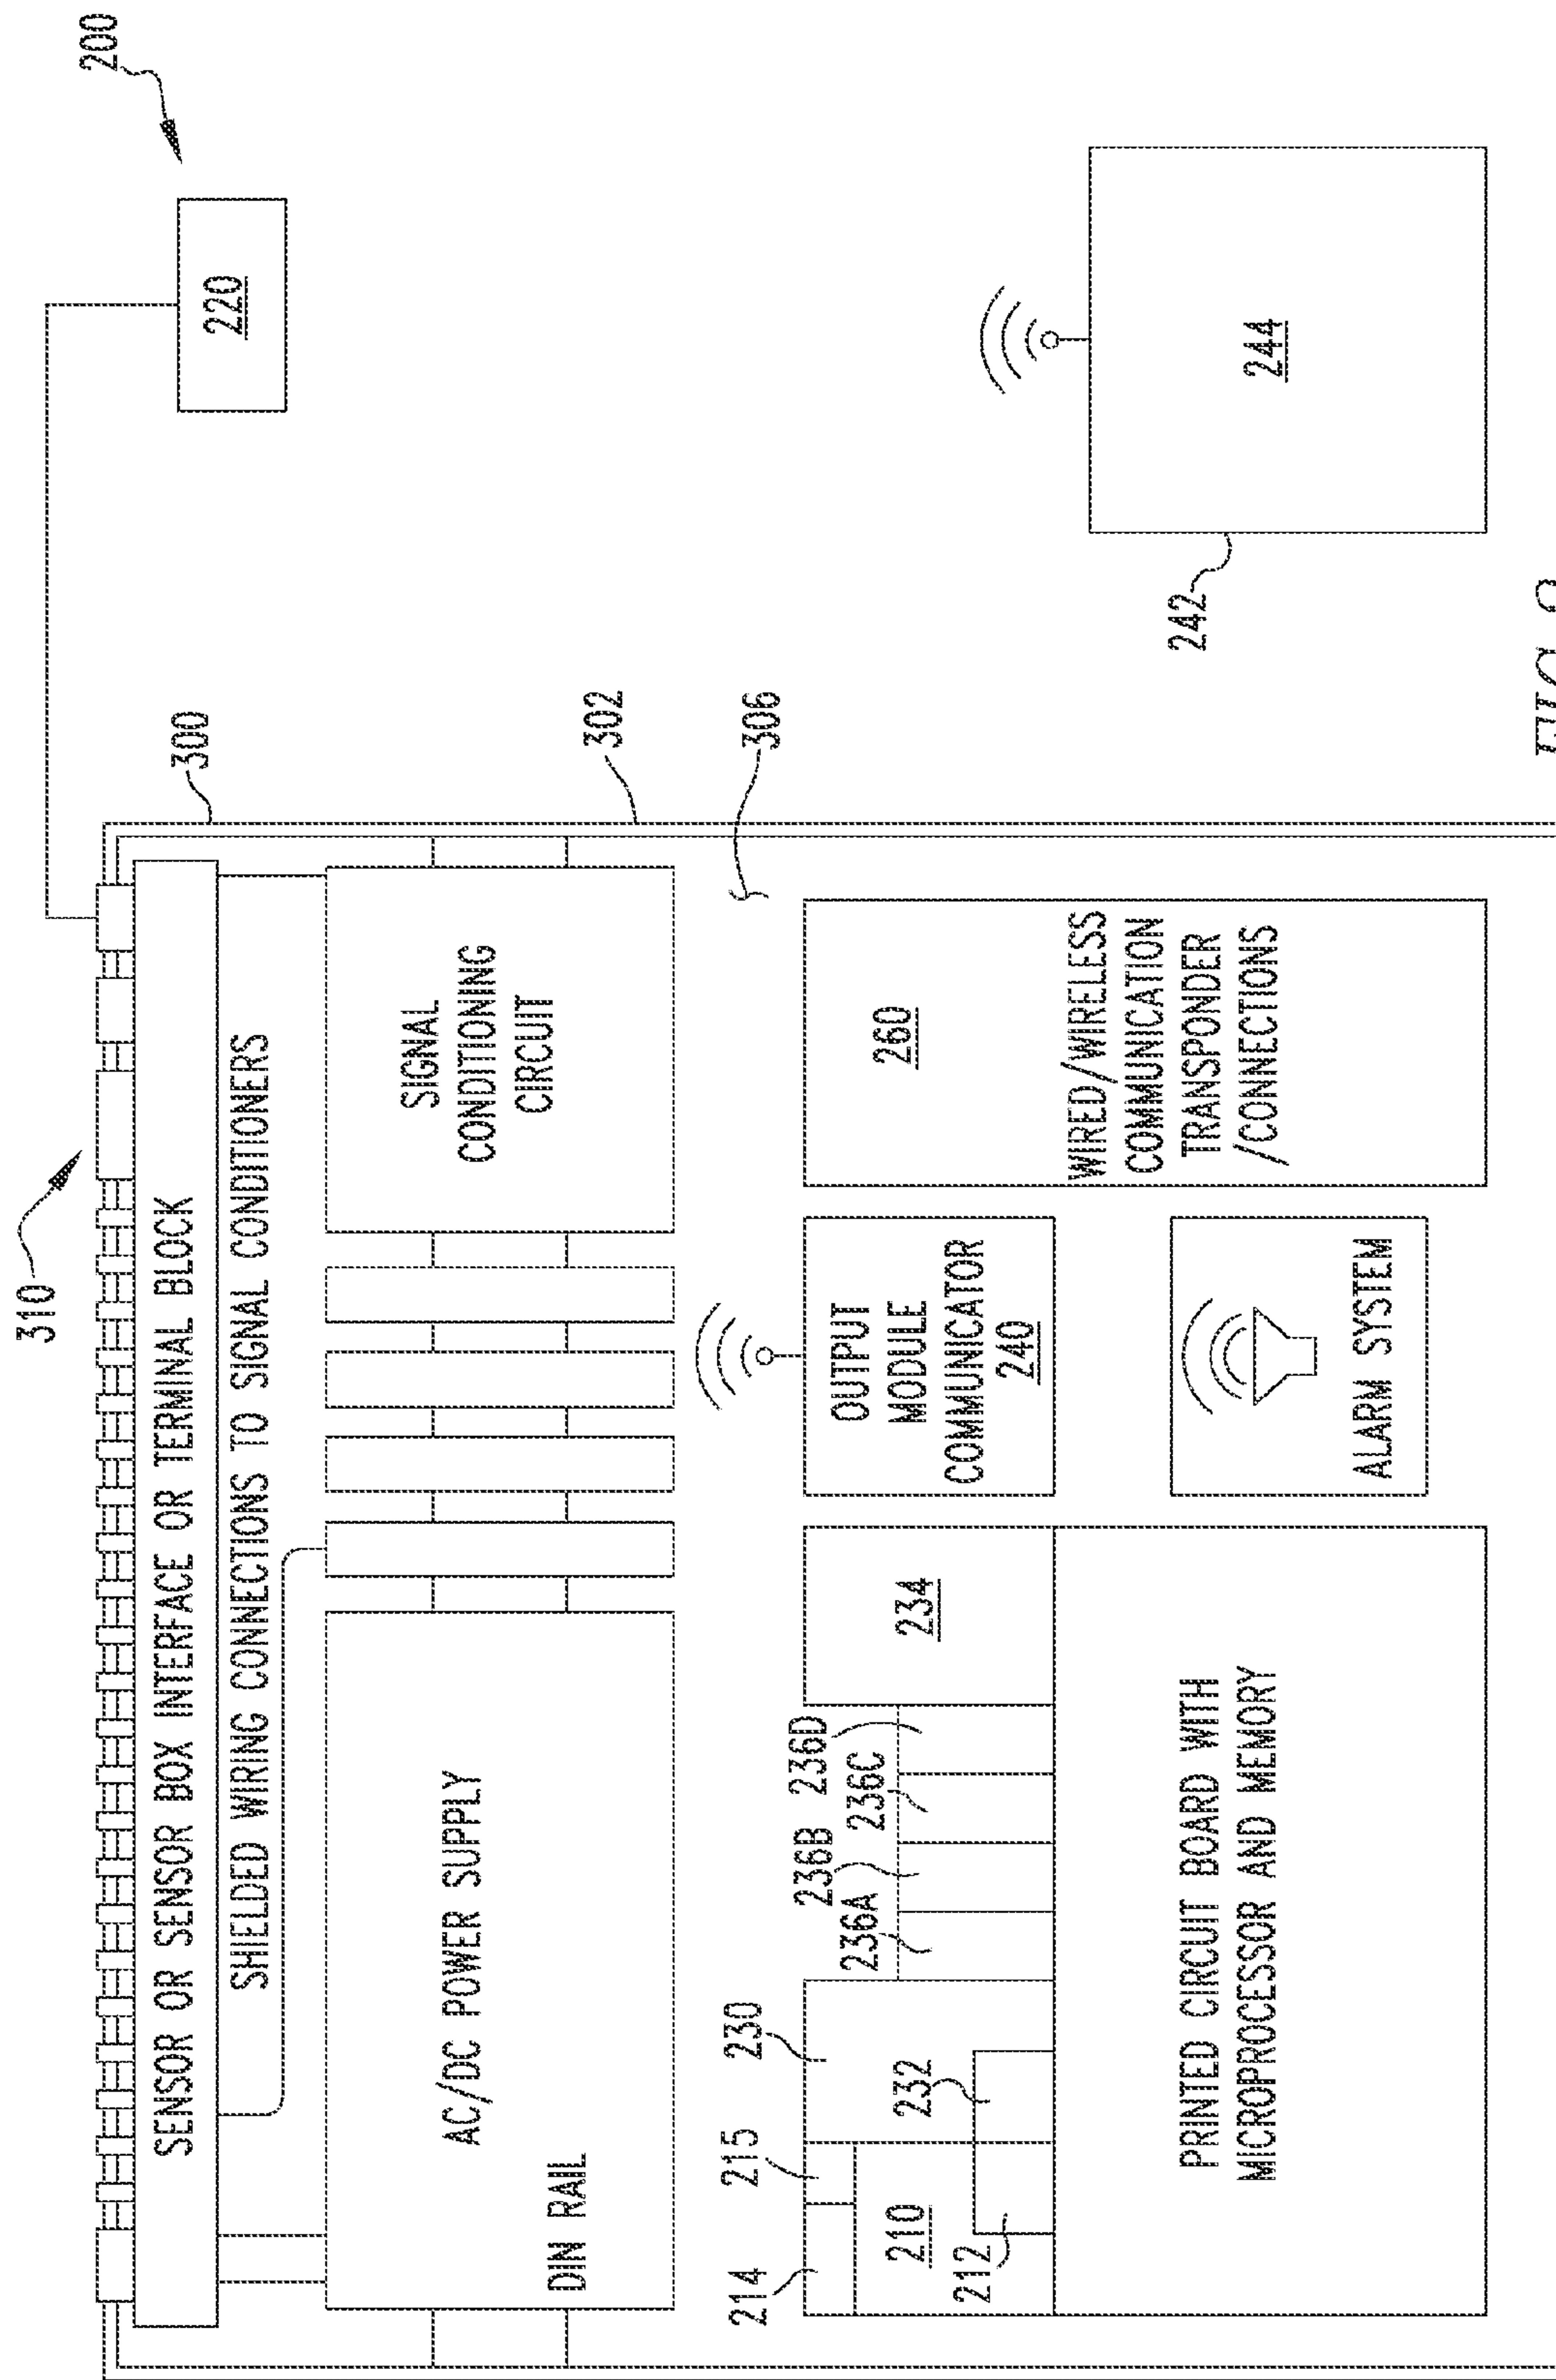 310
300
200
220
SENSOR OR SENSOR BOX INTERFACE OR TERMINAL BLOCK
SHIELDED WIRING CONNECTIONS TO SIGNAL CONDITIONERS
AC/DC POWER SUPPLY
DIN RAIL
SIGNAL
CONDITIONING
CIRCUIT
302
306
214
215
230
236A
236B
236C
236D
210
212
232
234
OUTPUT
MODULE
COMMUNICATOR
240
260
WIRED/WIRELESS
COMMUNICATION
TRANSPONDER
/CONNECTIONS
242
244
PRINTED CIRCUIT BOARD WITH
MICROPROCESSOR AND MEMORY
ALARM SYSTEM